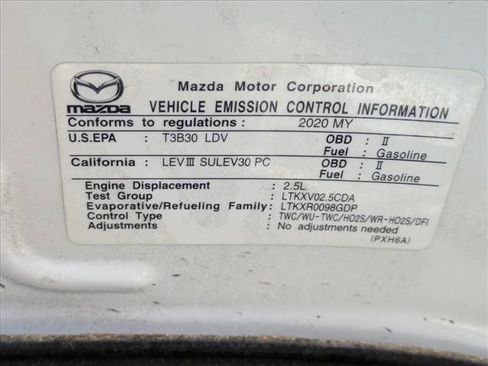 Mazda Motor Corporation
mazda VEHICLE EMISSION CONTROL INFORMATION
Conforms to regulations : 2020 MY
U.S.EPA : T3B30 LDV OBD : II
Fuel : Gasoline
California : LEVⅢ SULEV30 PC OBD : II
Fuel : Gasoline
Engine Displacement : 2.5L
Test Group : LTKXV02.5CDA
Evaporative/Refueling Family: LTKXR0098GDP
Control Type : TWC/WU-TWC/HO2S/WR-HO2S/DFI
Adjustments : No adjustments needed
(PXH6A)